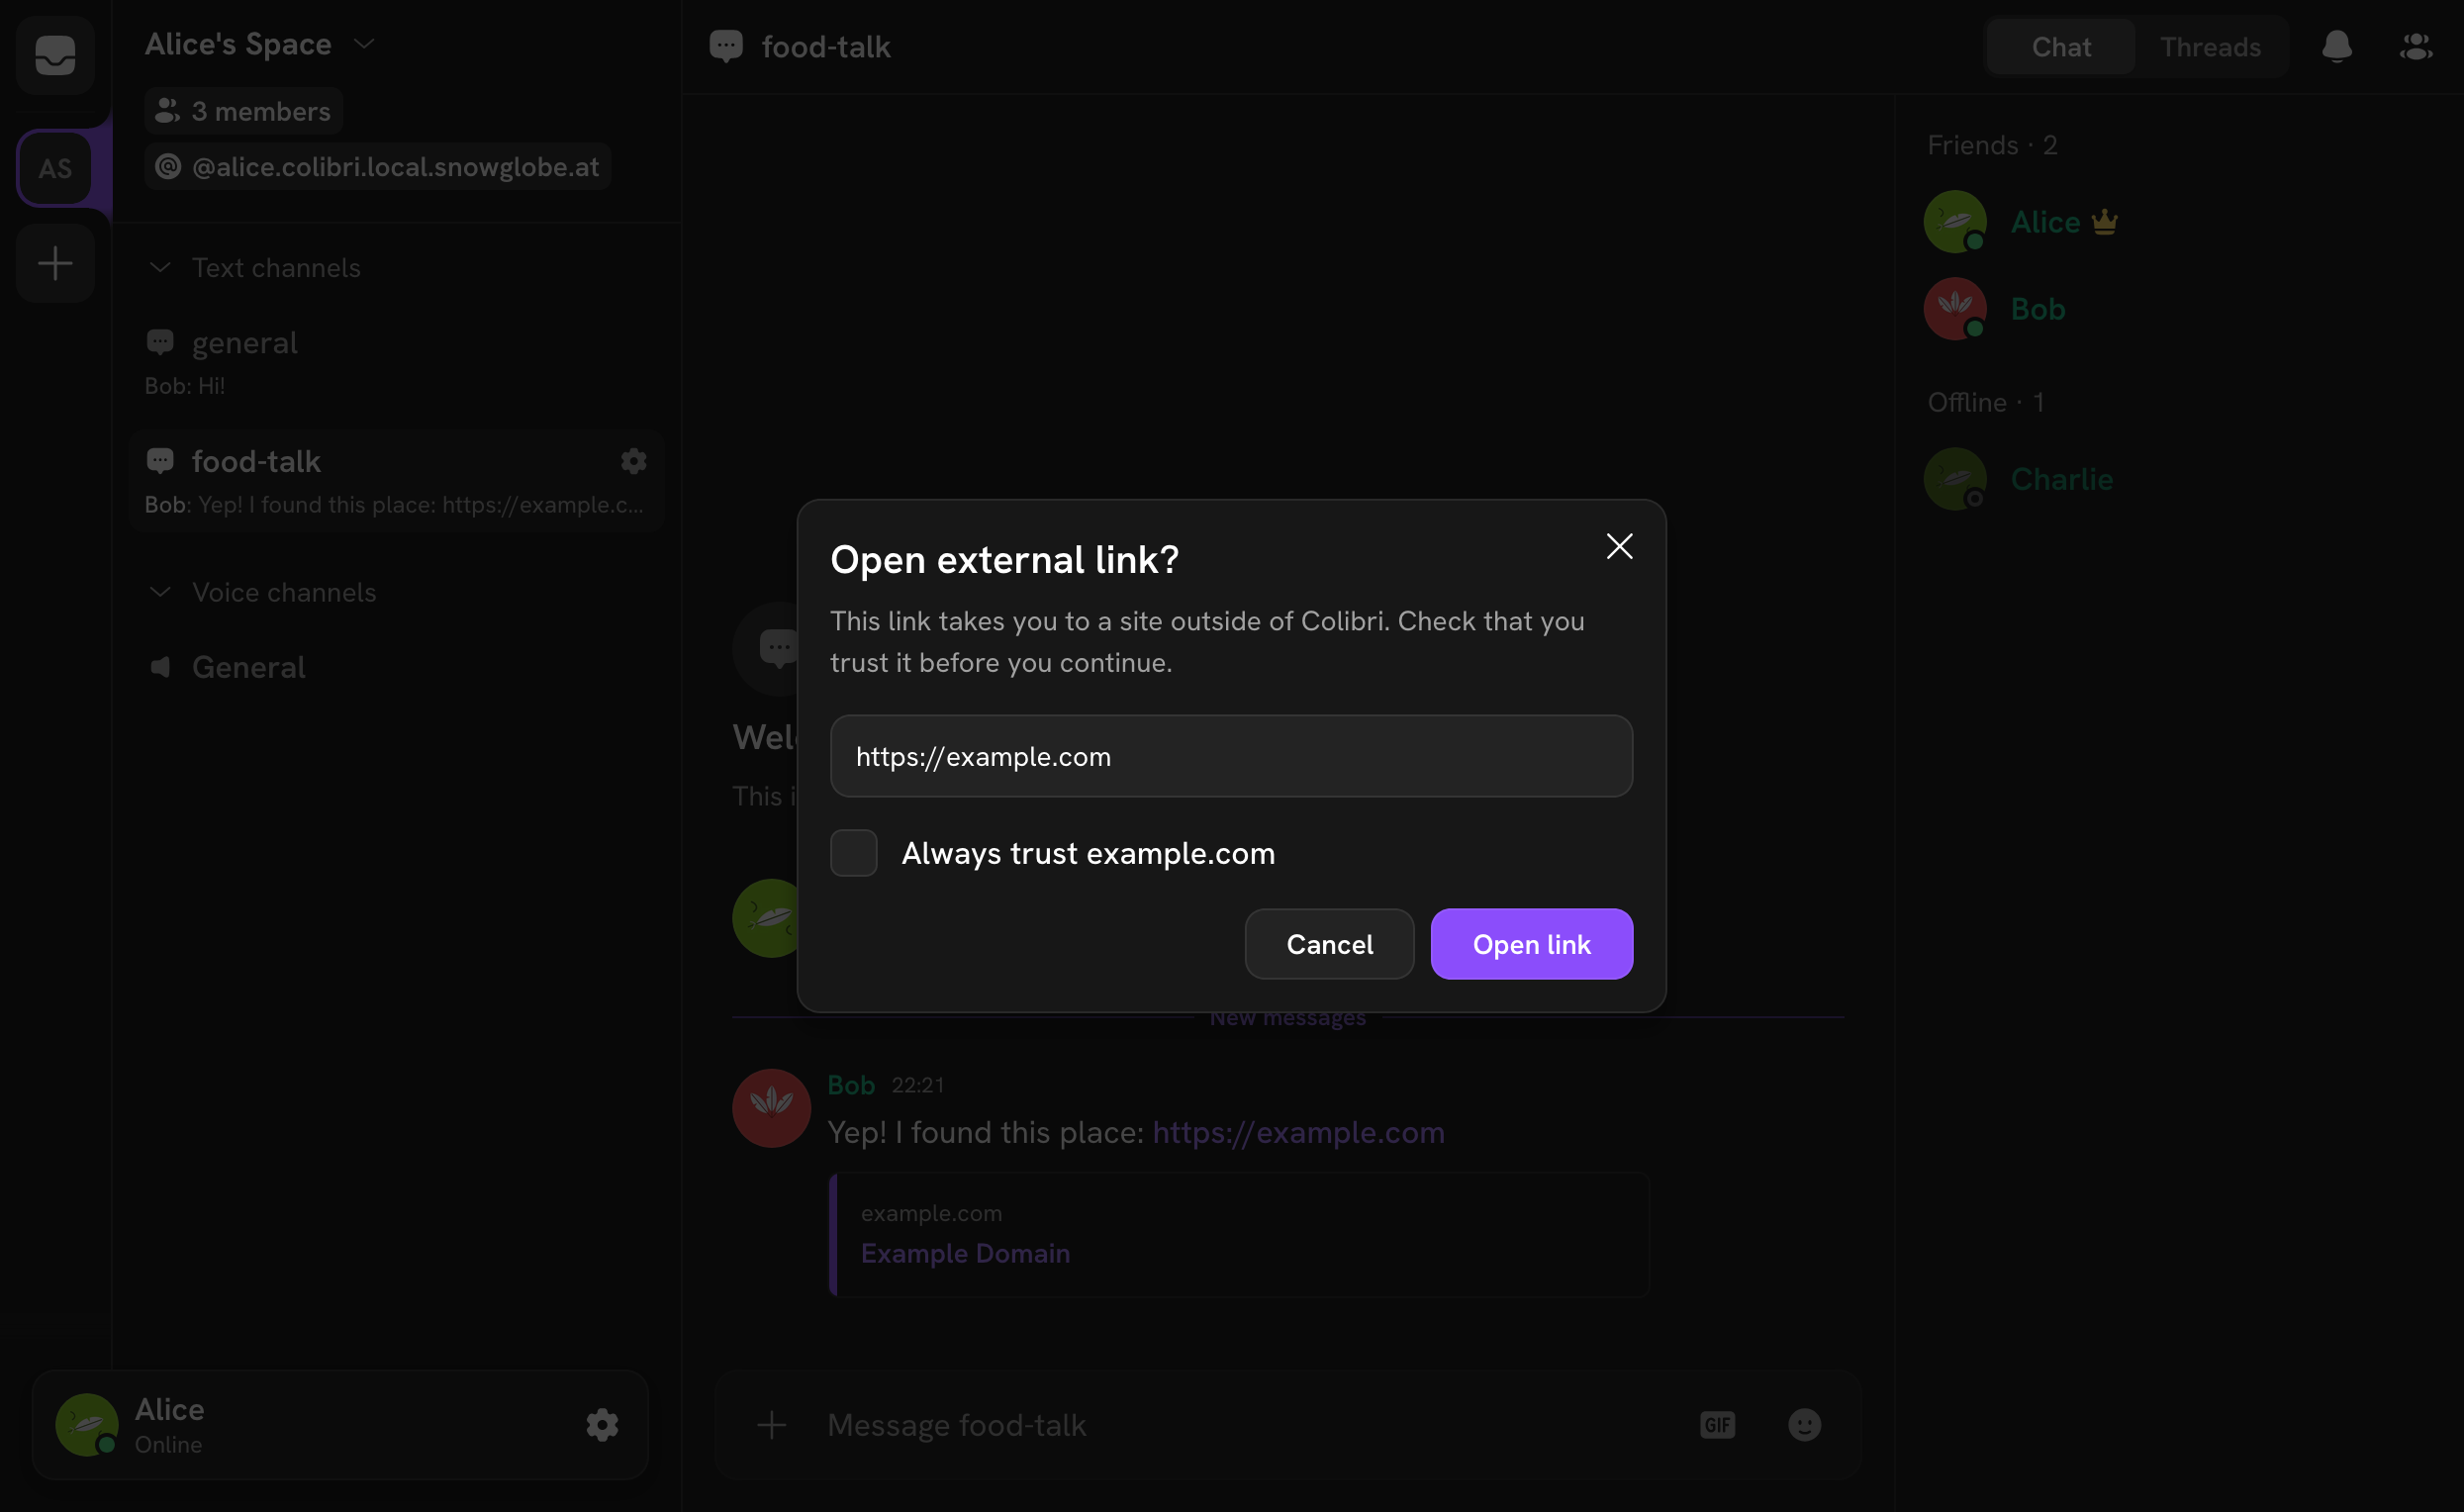 Alice's Space
3 members
@alice.colibri.local.snowglobe.at
AS
Text channels
general
Bob: Hi!
food-talk
Bob: Yep! I found this place: https://example.c...
Voice channels
General
Alice
Online
food-talk
Chat
Threads
Open external link?
This link takes you to a site outside of Colibri. Check that you
trust it before you continue.
https://example.com
Always trust example.com
Cancel
Open link
This i
New messages
Bob 22:21
Yep! I found this place: https://example.com
example.com
Example Domain
Message food-talk
GIF
Friends · 2
Alice
Bob
Offline · 1
Charlie